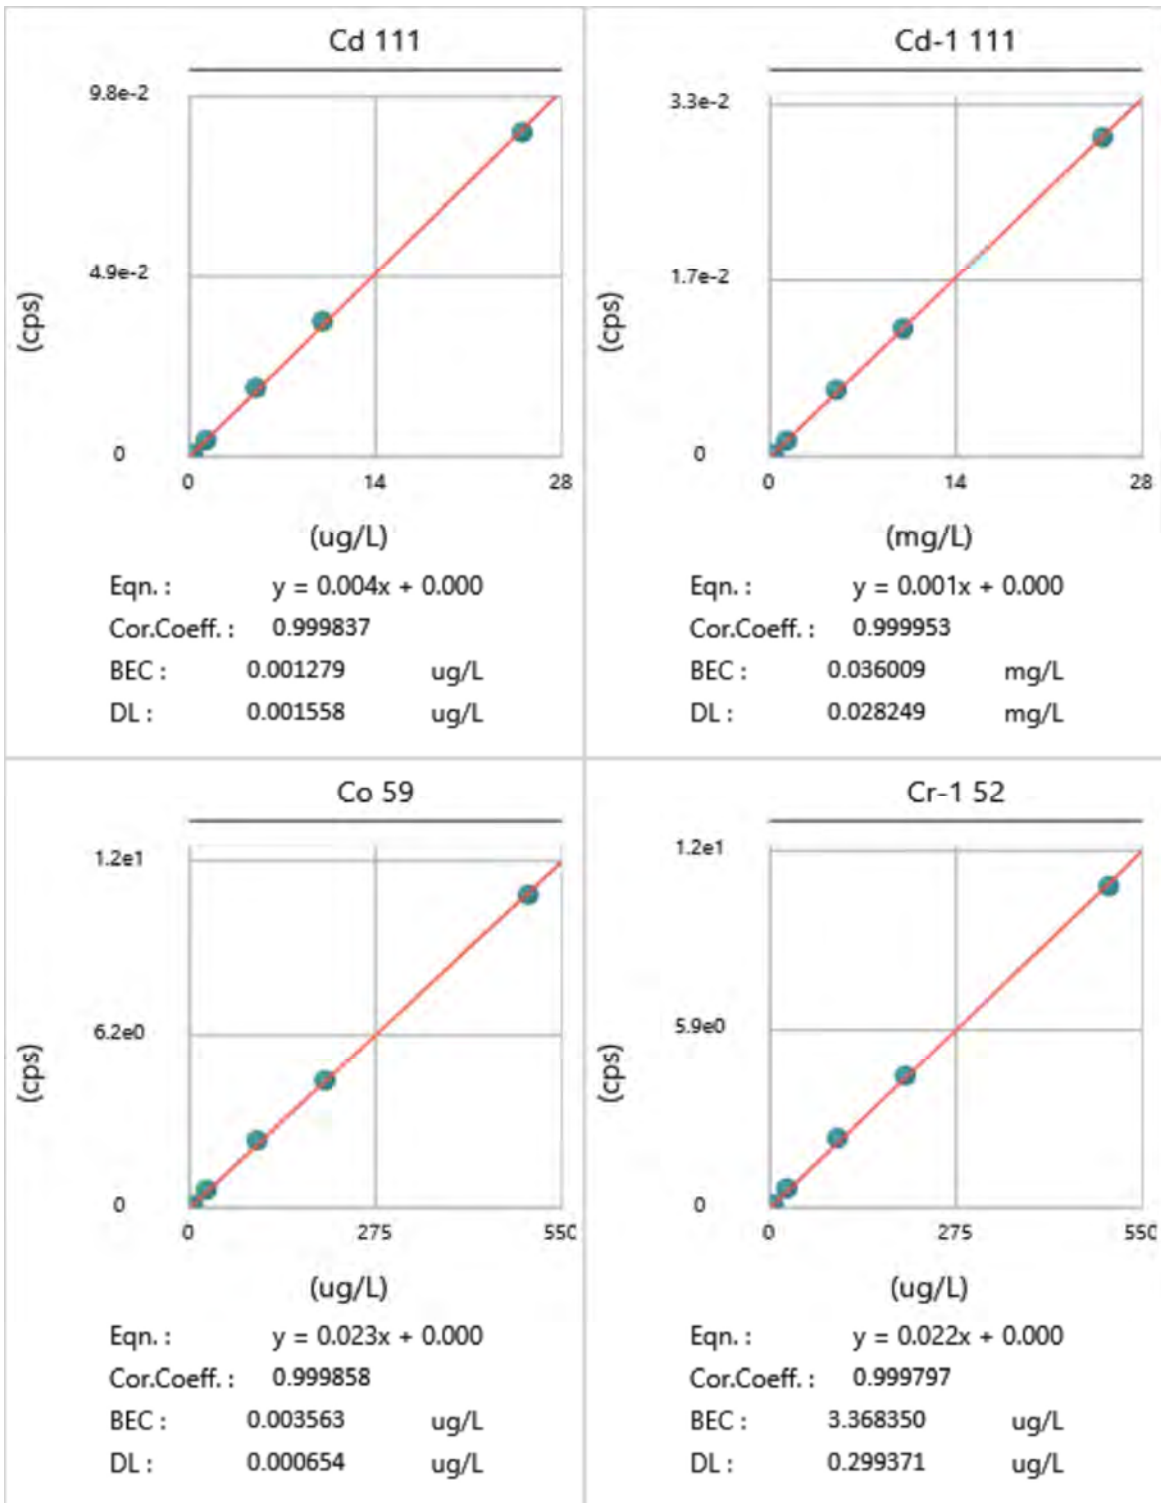 Cd 111
9.8e-2
4.9e-2
0
0 14 28
(cps)
(ug/L)
Eqn. : y = 0.004x + 0.000
Cor.Coeff. : 0.999837
BEC : 0.001279 ug/L
DL : 0.001558 ug/L
Cd-1 111
3.3e-2
1.7e-2
0
0 14 28
(cps)
(mg/L)
Eqn. : y = 0.001x + 0.000
Cor.Coeff. : 0.999953
BEC : 0.036009 mg/L
DL : 0.028249 mg/L
Co 59
1.2e1
6.2e0
0
0 275 550
(cps)
(ug/L)
Eqn. : y = 0.023x + 0.000
Cor.Coeff. : 0.999858
BEC : 0.003563 ug/L
DL : 0.000654 ug/L
Cr-1 52
1.2e1
5.9e0
0
0 275 550
(cps)
(ug/L)
Eqn. : y = 0.022x + 0.000
Cor.Coeff. : 0.999797
BEC : 3.368350 ug/L
DL : 0.299371 ug/L